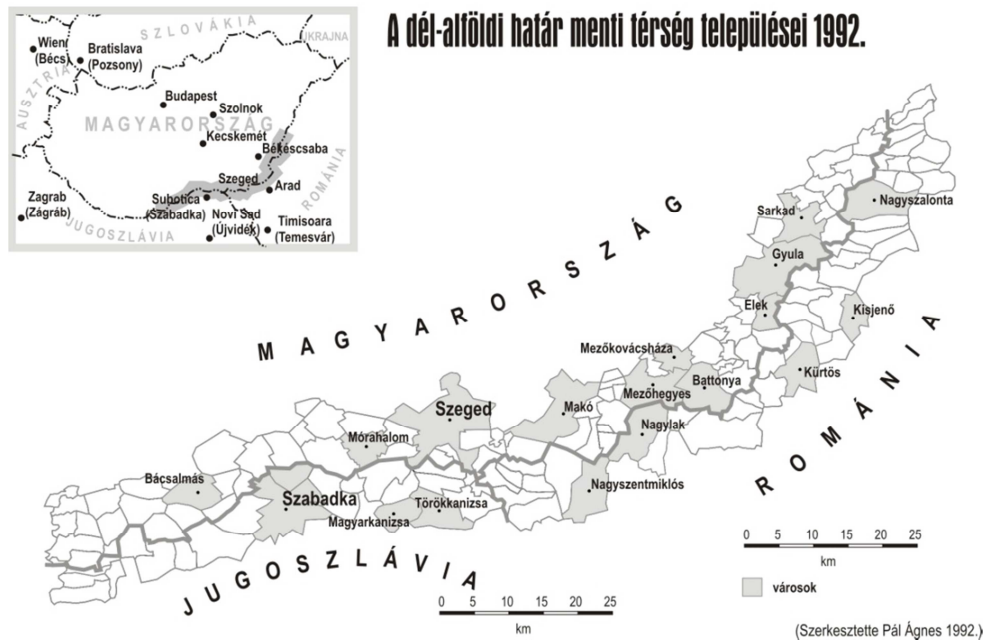 A dél-alföldi határ menti térség települései 1992.
SZLOVÁKIA
UKRAJNA
Wien
(Bécs)
Bratislava
(Pozsony)
AUSZTRIA
Budapest
Szolnok
MAGYARORSZÁG
Kecskemét
Békéscsaba
ROMÁNIA
Szeged
Arad
Subotica
(Szabadka)
Zagrab
(Zágráb)
Novi Sad
(Újvidék)
Timisoara
(Temesvár)
JUGOSZLÁVIA
MAGYARORSZÁG
Nagyszalonta
Sarkad
Gyula
Elek
Kisjenő
Mezőkovácsháza
Kürtös
Battonya
Mezőhegyes
Makó
Szeged
Nagylak
Mórahalom
ROMÁNIA
Bácsalmás
Nagyszentmiklós
Szabadka
Törökkanizsa
Magyarkanizsa
JUGOSZLÁVIA
0 5 10 15 20 25
km
városok
0 5 10 15 20 25
km
(Szerkesztette Pál Ágnes 1992.)